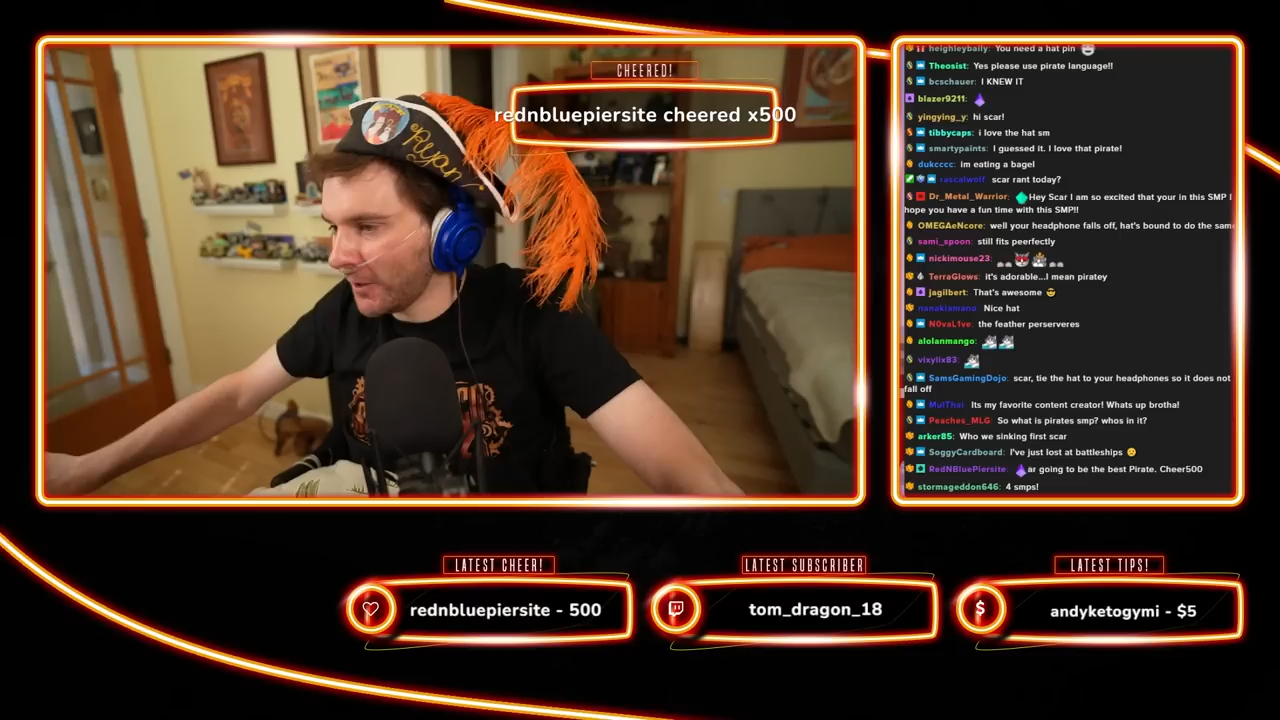 CHEERED!
rednbluepiersite cheered x500
Ryan
heighleybaily: You need a hat pin
Theosist: Yes please use pirate language!!
bcschauer: I KNEW IT
blazer9211:
yingying_y: hi scar!
tibbycaps: i love the hat sm
smartypaints: I guessed it. I love that pirate!
dukcccc: im eating a bagel
rascalwolf: scar rant today?
Dr_Metal_Warrior: Hey Scar I am so excited that your in this SMP I
hope you have a fun time with this SMP!!
OMEGAeNcore: well your headphone falls off, hat's bound to do the same
sami_spoon: still fits peerfectly
nickimouse23:
TerraGlows: it's adorable...I mean piratey
jagilbert: That's awesome
nanakiamano: Nice hat
N0vaL1ve: the feather perserveres
alolanmango:
vixylix83:
SamsGamingDojo: scar, tie the hat to your headphones so it does not
fall off
MulThai: Its my favorite content creator! Whats up brotha!
Peaches_MLG: So what is pirates smp? whos in it?
arker85: Who we sinking first scar
SoggyCardboard: I've just lost at battleships
RedNBluePiersite: ar going to be the best Pirate. Cheer500
stormageddon646: 4 smps!
LATEST CHEER!
rednbluepiersite - 500
LATEST SUBSCRIBER
tom_dragon_18
LATEST TIPS!
andyketogymi - $5